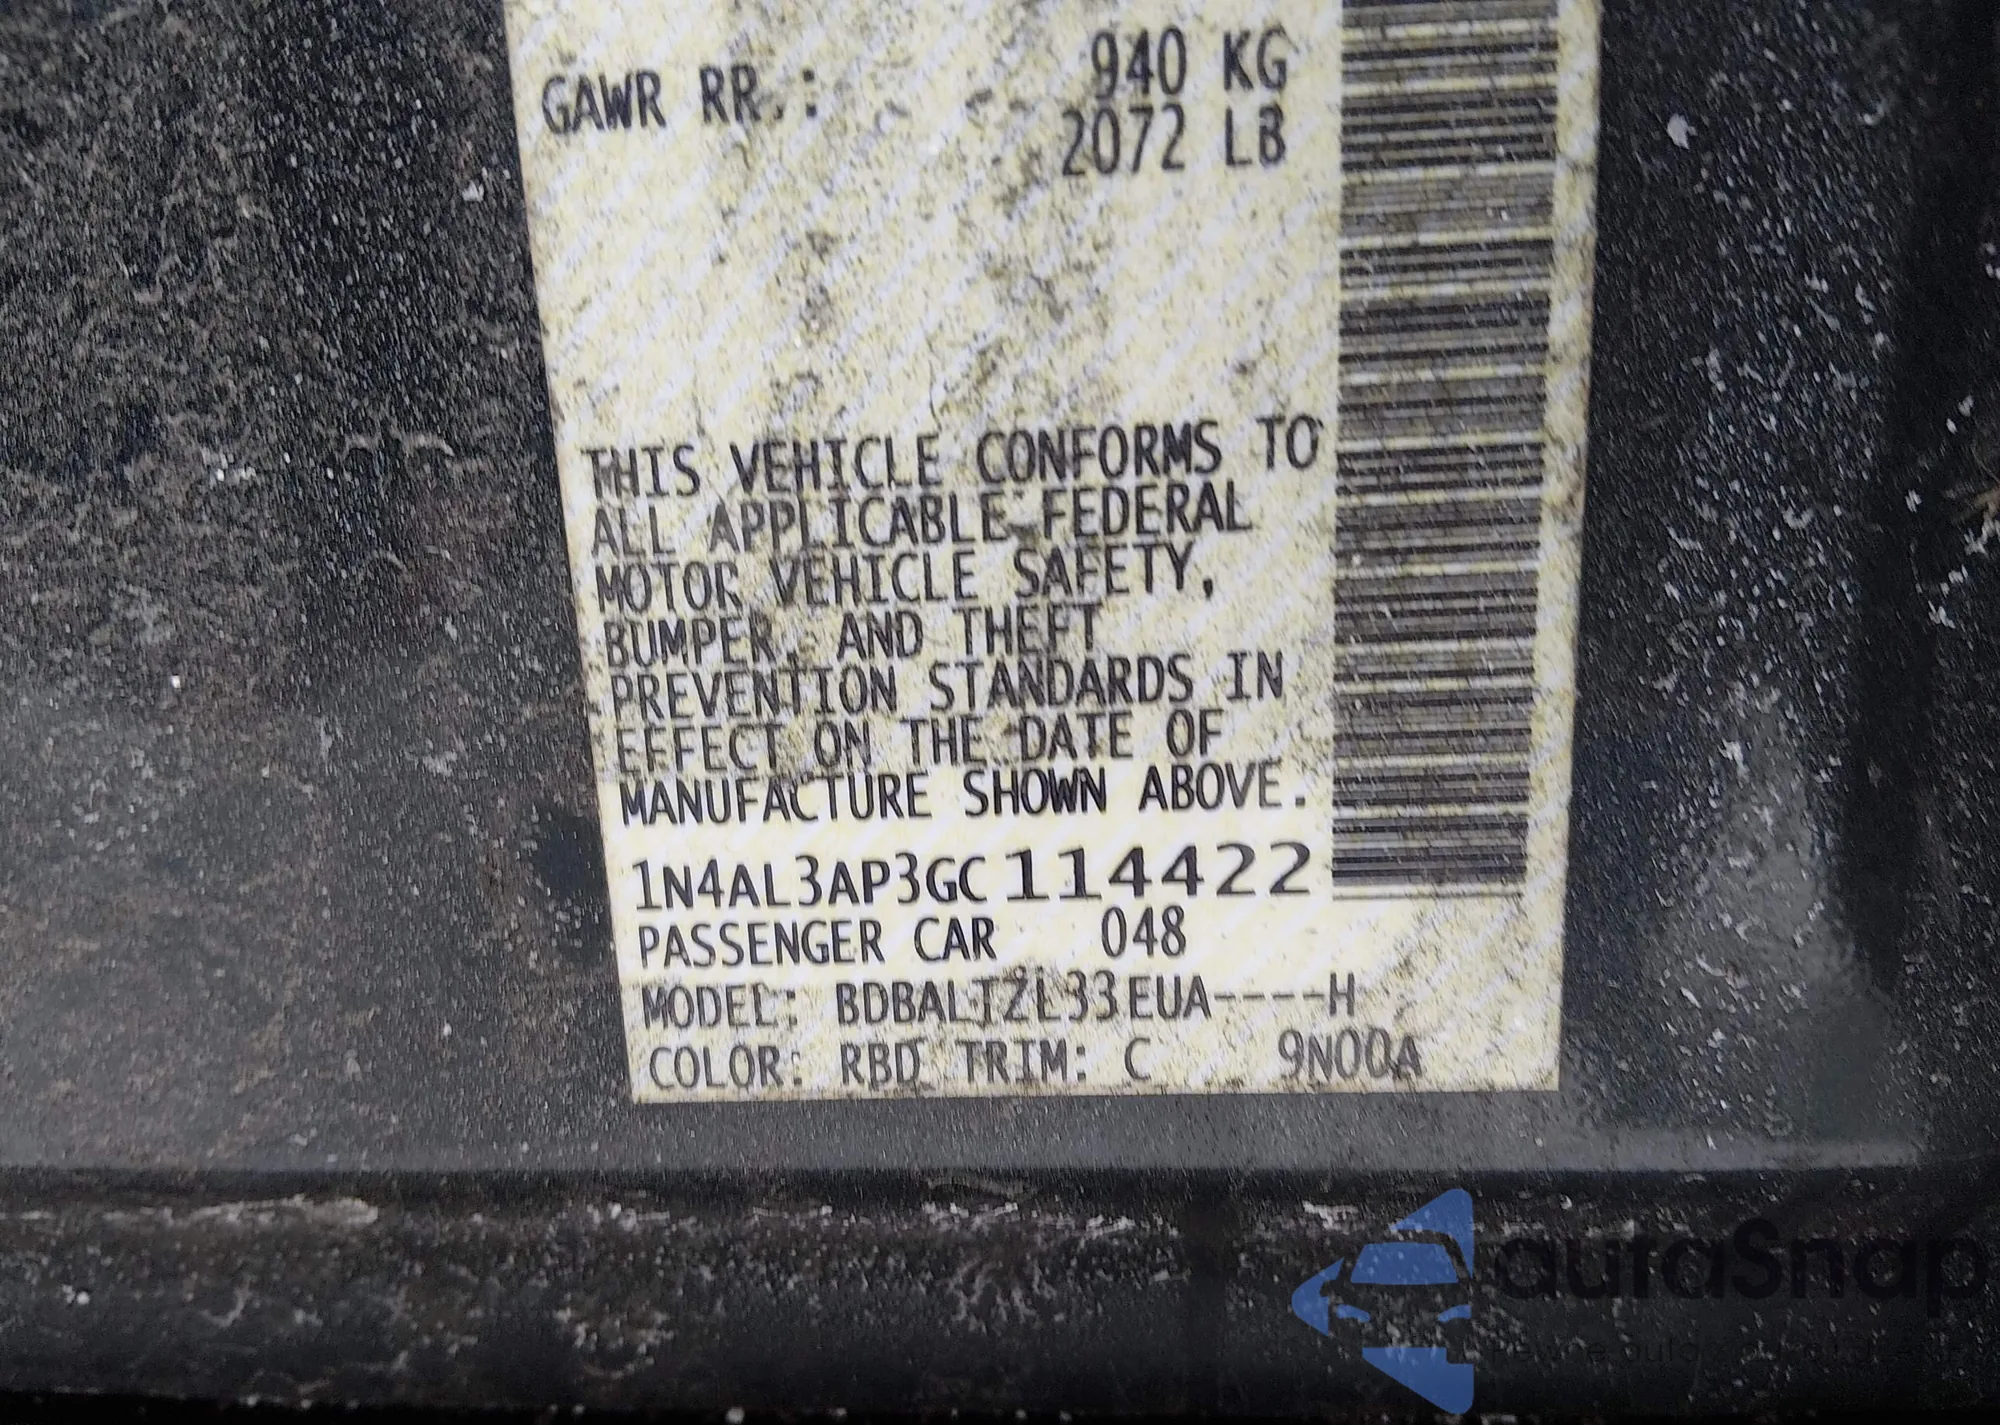 GAWR RR.: 940 KG
2072 LB
THIS VEHICLE CONFORMS TO
ALL APPLICABLE FEDERAL
MOTOR VEHICLE SAFETY,
BUMPER, AND THEFT
PREVENTION STANDARDS IN
EFFECT ON THE DATE OF
MANUFACTURE SHOWN ABOVE.
1N4AL3AP3GC114422
PASSENGER CAR 048
MODEL: BDBALTZL33EUA----H
COLOR: RBD TRIM: C 9N00A
autaSnap